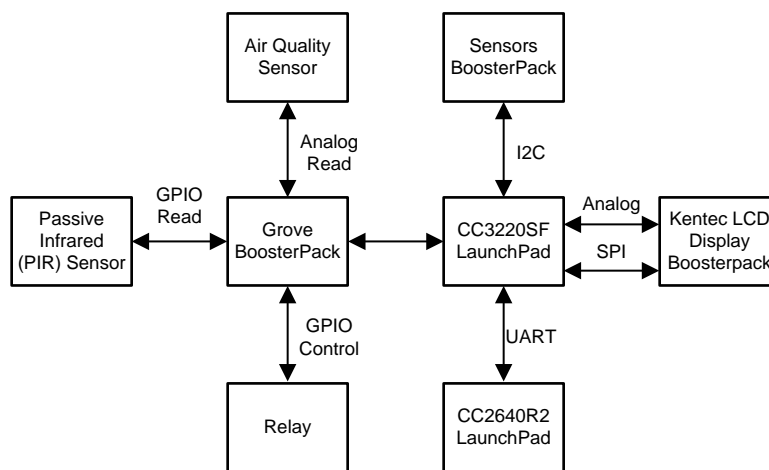 Air Quality
Sensor
Sensors
BoosterPack
Analog
Read
I2C
GPIO
Read
Analog
Passive
Infrared
(PIR) Sensor
Grove
BoosterPack
CC3220SF
LaunchPad
SPI
Kentec LCD
Display
Boosterpack
GPIO
Control
UART
Relay
CC2640R2
LaunchPad